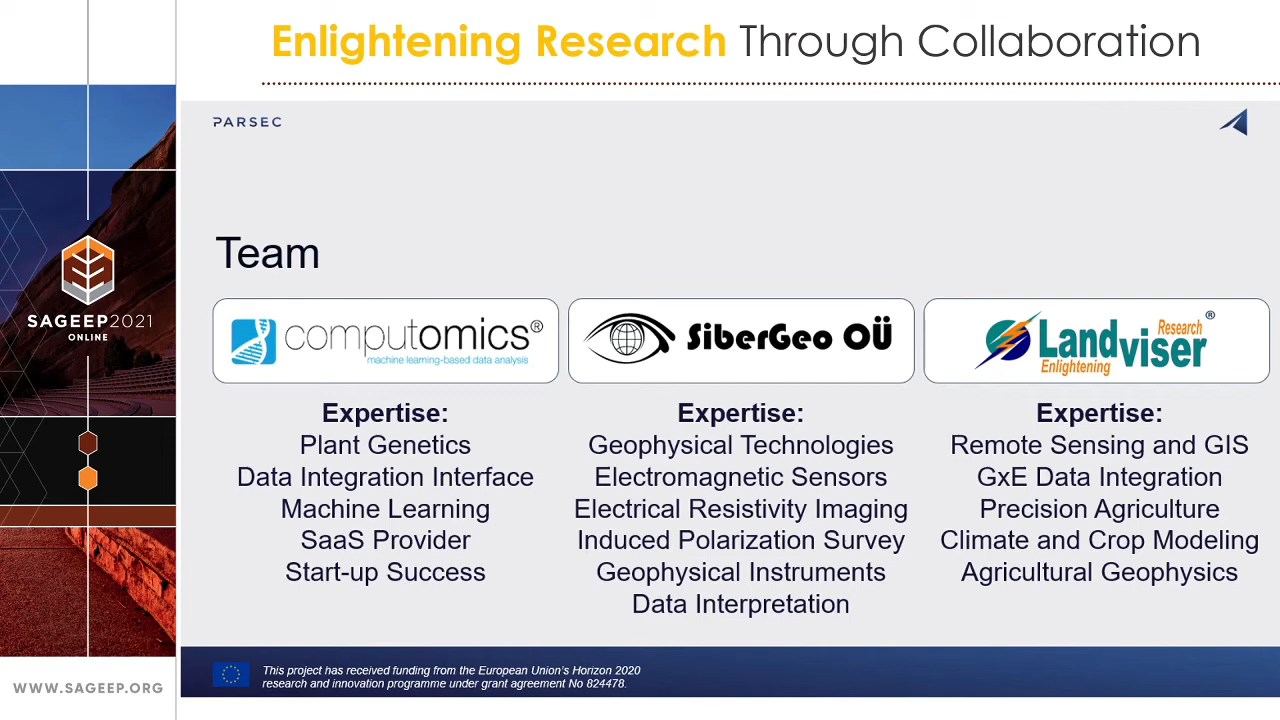 Enlightening Research Through Collaboration
PARSEC
Team
computomics®
machine learning-based data analysis
SiberGeo OÜ
Landviser®
Research
Enlightening
Expertise:
Plant Genetics
Data Integration Interface
Machine Learning
SaaS Provider
Start-up Success
Expertise:
Geophysical Technologies
Electromagnetic Sensors
Electrical Resistivity Imaging
Induced Polarization Survey
Geophysical Instruments
Data Interpretation
Expertise:
Remote Sensing and GIS
GxE Data Integration
Precision Agriculture
Climate and Crop Modeling
Agricultural Geophysics
SAGEEP2021
ONLINE
This project has received funding from the European Union's Horizon 2020
research and innovation programme under grant agreement No 824478.
WWW.SAGEEP.ORG